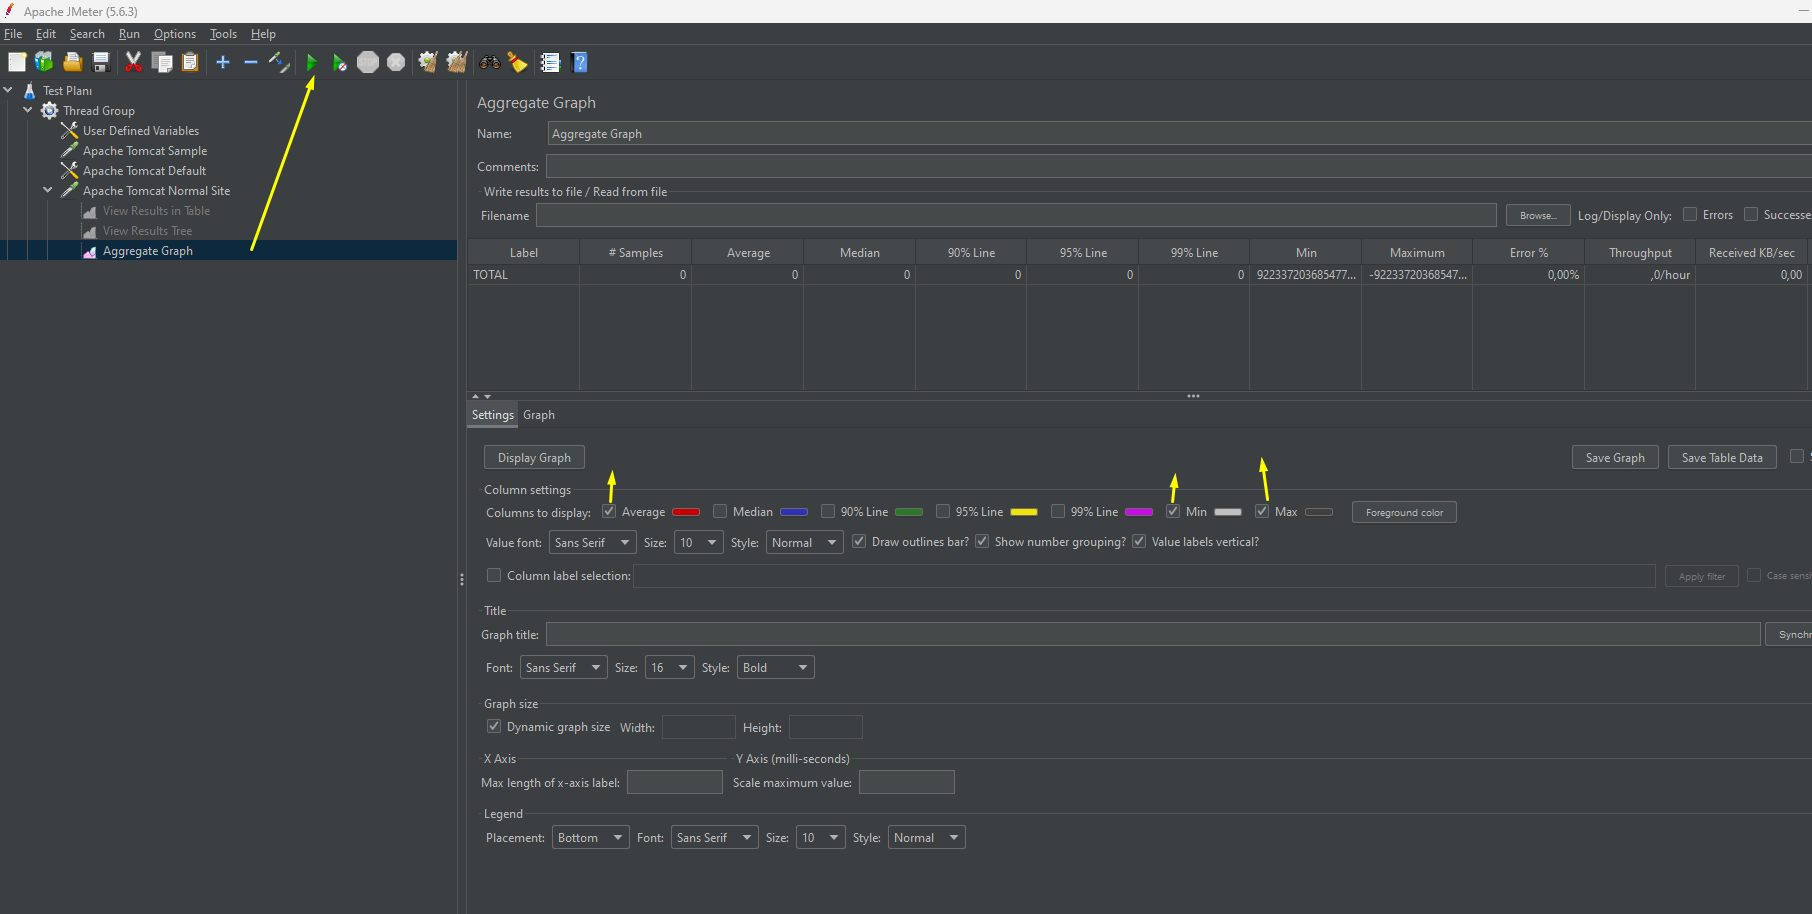 Apache JMeter (5.6.3)
File Edit Search Run Options Tools Help
STOP
Test Plan
Thread Group
User Defined Variables
Apache Tomcat Sample
Apache Tomcat Default
Apache Tomcat Normal Site
View Results in Table
View Results Tree
Aggregate Graph
Aggregate Graph
Name: Aggregate Graph
Comments:
Write results to file / Read from file
Filename Browse... Log/Display Only: Errors Successe
Label # Samples Average Median 90% Line 95% Line 99% Line Min Maximum Error % Throughput Received KB/sec
TOTAL 0 0 0 0 0 0 922337203685477... -92233720368547... 0,00% ,0/hour 0,00
Settings Graph
Display Graph Save Graph Save Table Data
Column settings
Columns to display: Average Median 90% Line 95% Line 99% Line Min Max Foreground color
Value font: Sans Serif Size: 10 Style: Normal Draw outlines bar? Show number grouping? Value labels vertical?
Column label selection: Apply filter Case sensi
Title
Graph title: Synchr
Font: Sans Serif Size: 16 Style: Bold
Graph size
Dynamic graph size Width: Height:
X Axis Y Axis (milli-seconds)
Max length of x-axis label: Scale maximum value:
Legend
Placement: Bottom Font: Sans Serif Size: 10 Style: Normal